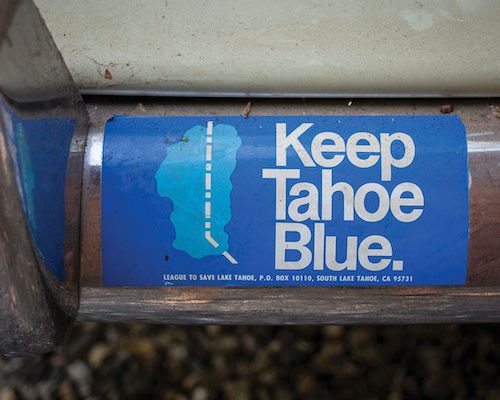 Keep
Tahoe
Blue.
LEAGUE TO SAVE LAKE TAHOE, P.O. BOX 10110, SOUTH LAKE TAHOE, CA 95731